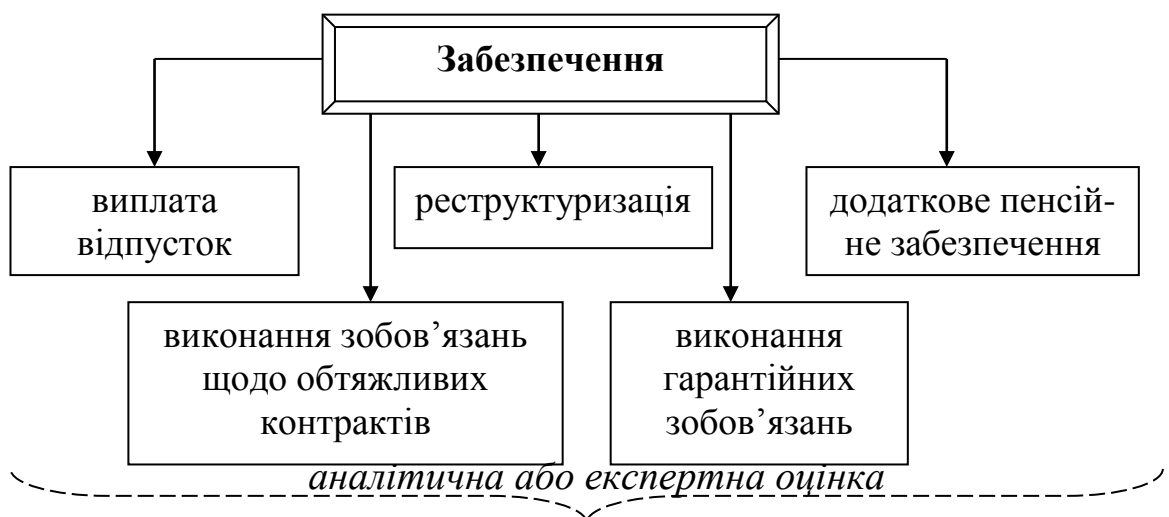 Забезпечення
виплата
відпусток
реструктуризація
додаткове пенсій-
не забезпечення
виконання зобов’язань
щодо обтяжливих
контрактів
виконання
гарантійних
зобов’язань
аналітична або експертна оцінка